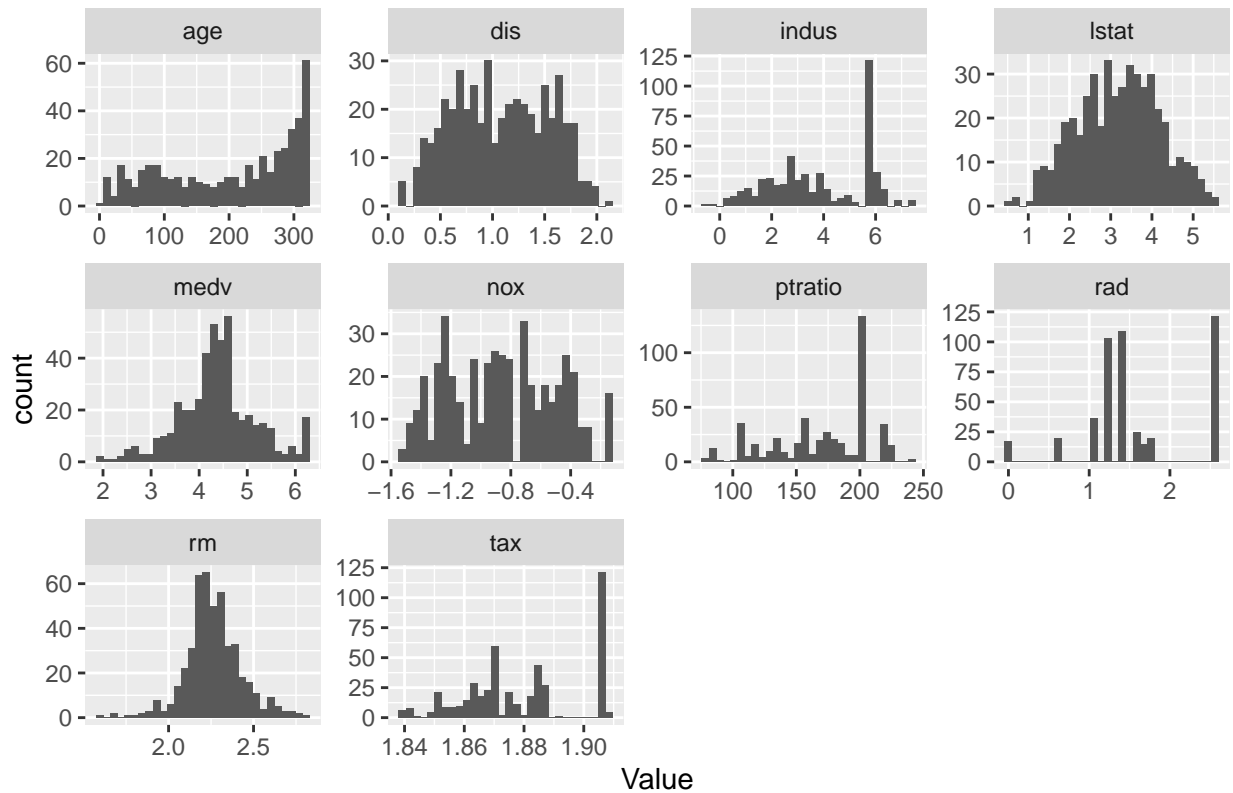 age dis indus lstat
60 30 125 30
40 20 100 20
20 10 75 10
0 0 50 0
25
0
0 100 200 300 0.0 0.5 1.0 1.5 2.0 0 2 4 6 1 2 3 4 5
medv nox ptratio rad
40 30 100 125
20 20 50 100
0 10 0 75
0 50
25
0
2 3 4 5 6 −1.6 −1.2 −0.8 −0.4 100 150 200 250 0 1 2
count
rm tax
60 125
40 100
20 75
0 50
25
0
2.0 2.5 1.84 1.86 1.88 1.90
Value